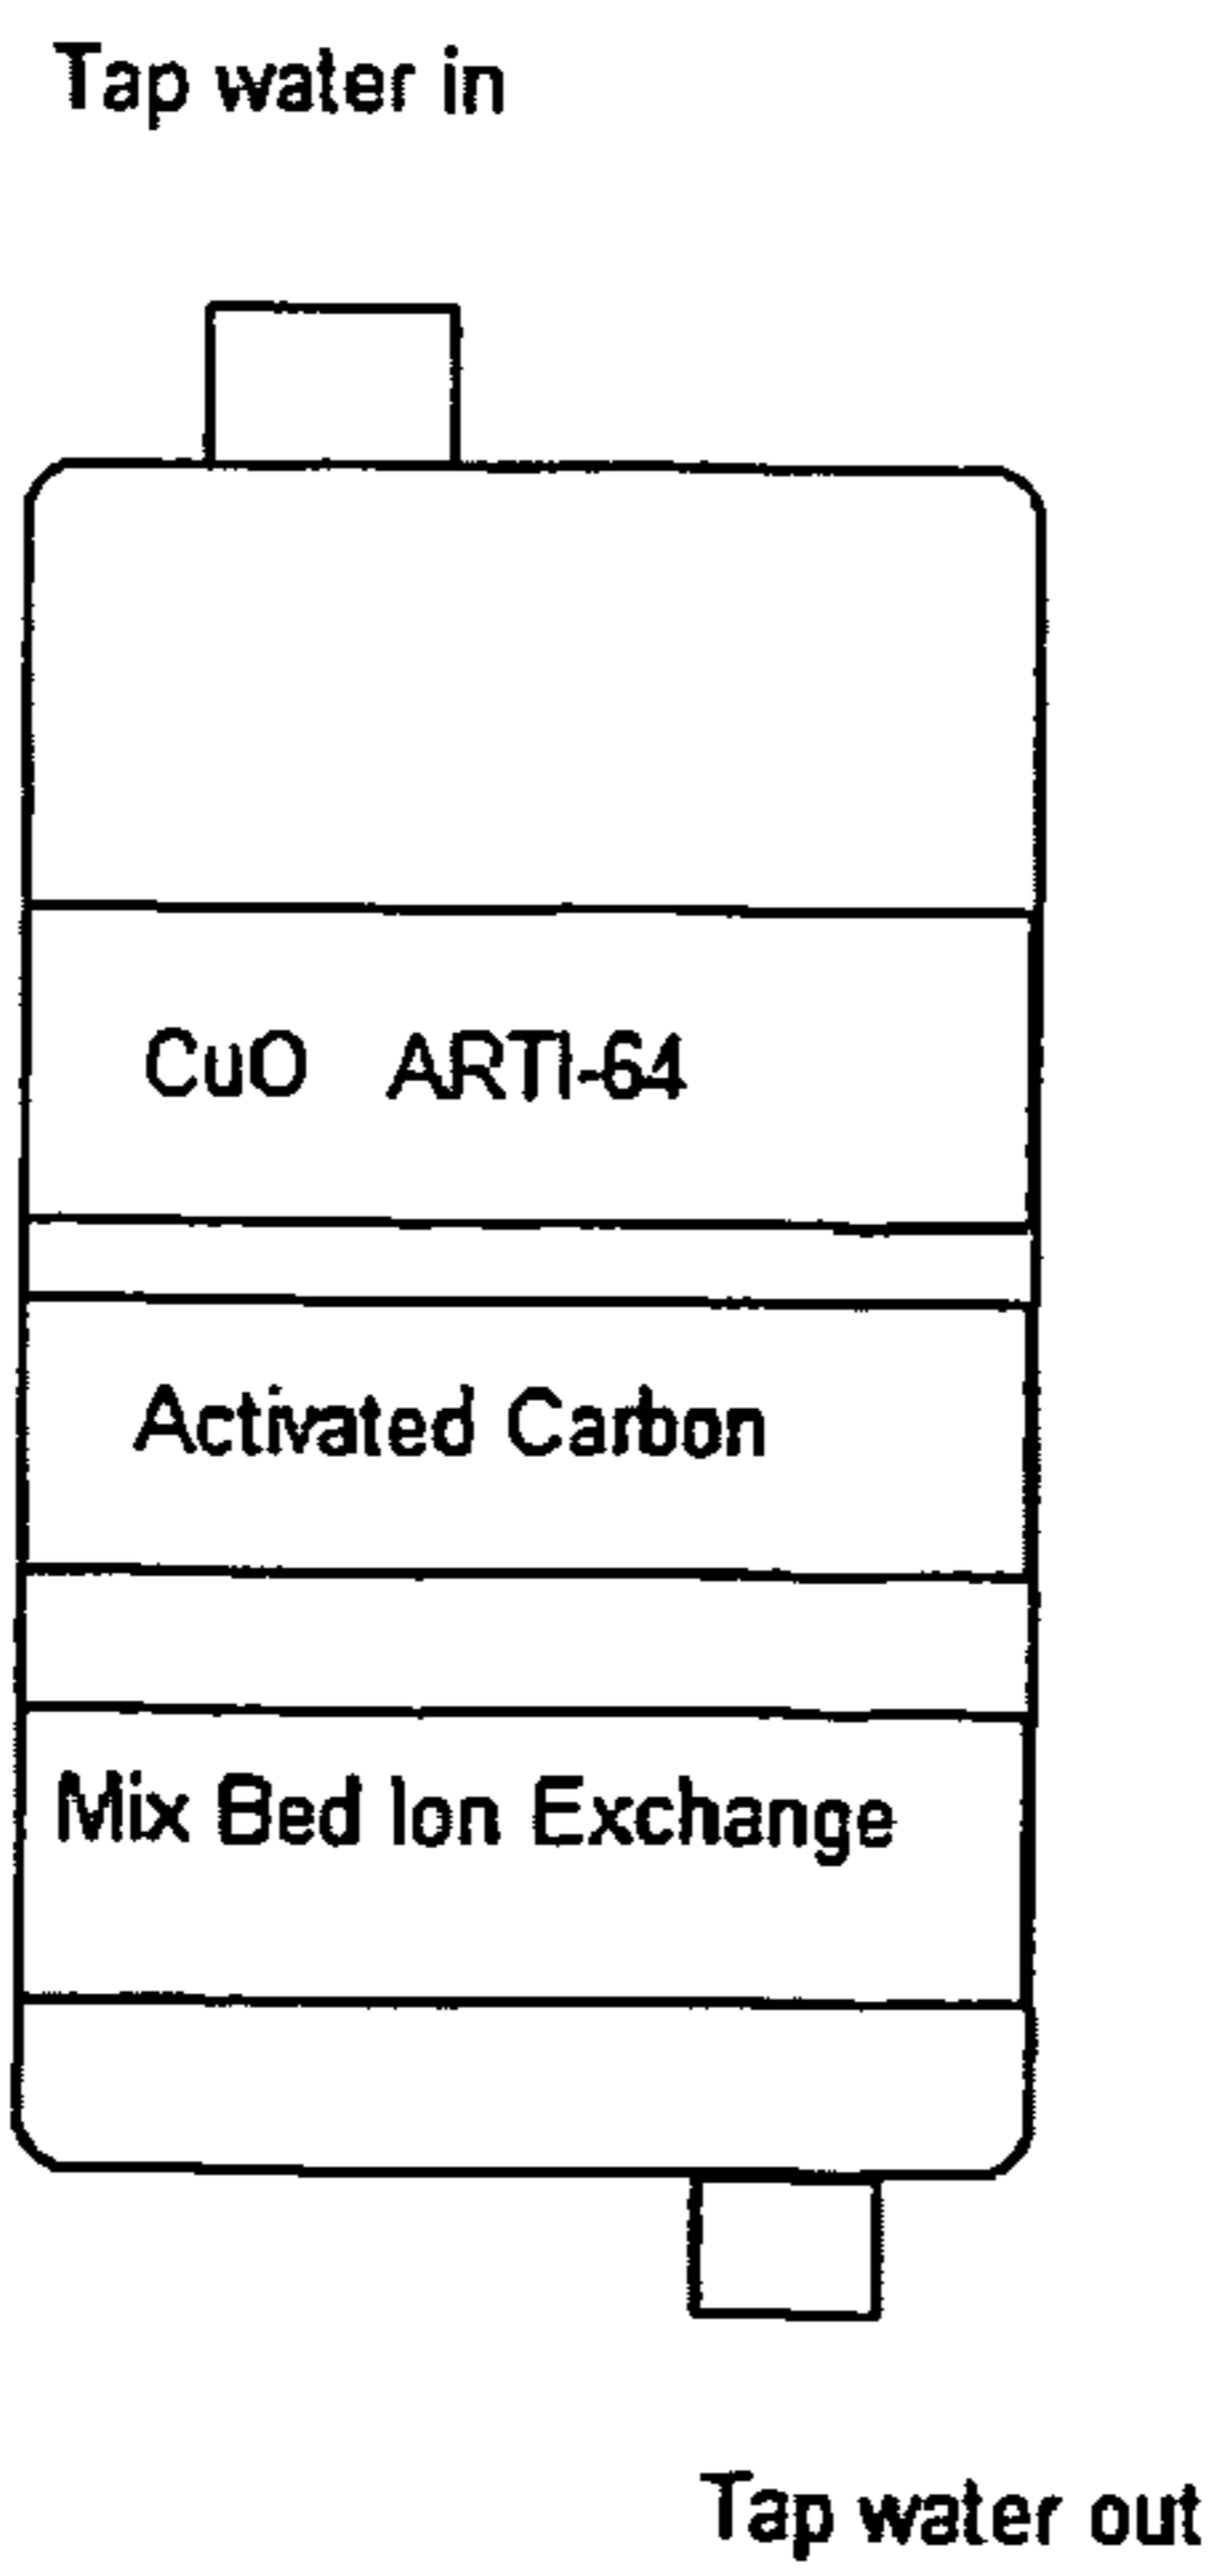 Tap water in
CuO ARTI-64
Activated Carbon
Mix Bed Ion Exchange
Tap water out